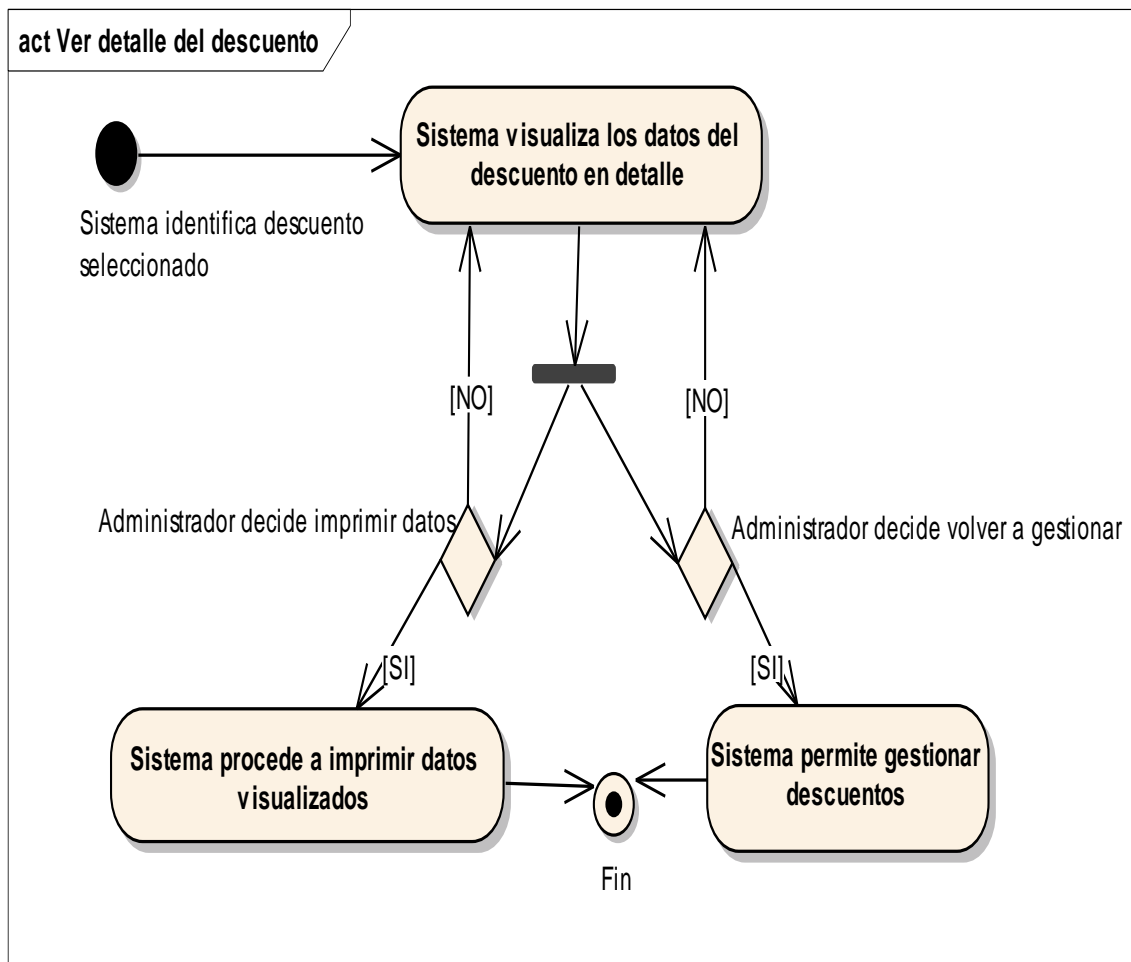 act Ver detalle del descuento
Sistema visualiza los datos del
descuento en detalle
Sistema identifica descuento
seleccionado
[NO]
[NO]
Administrador decide imprimir datos
Administrador decide volver a gestionar
[SI]
[SI]
Sistema procede a imprimir datos
visualizados
Sistema permite gestionar
descuentos
Fin